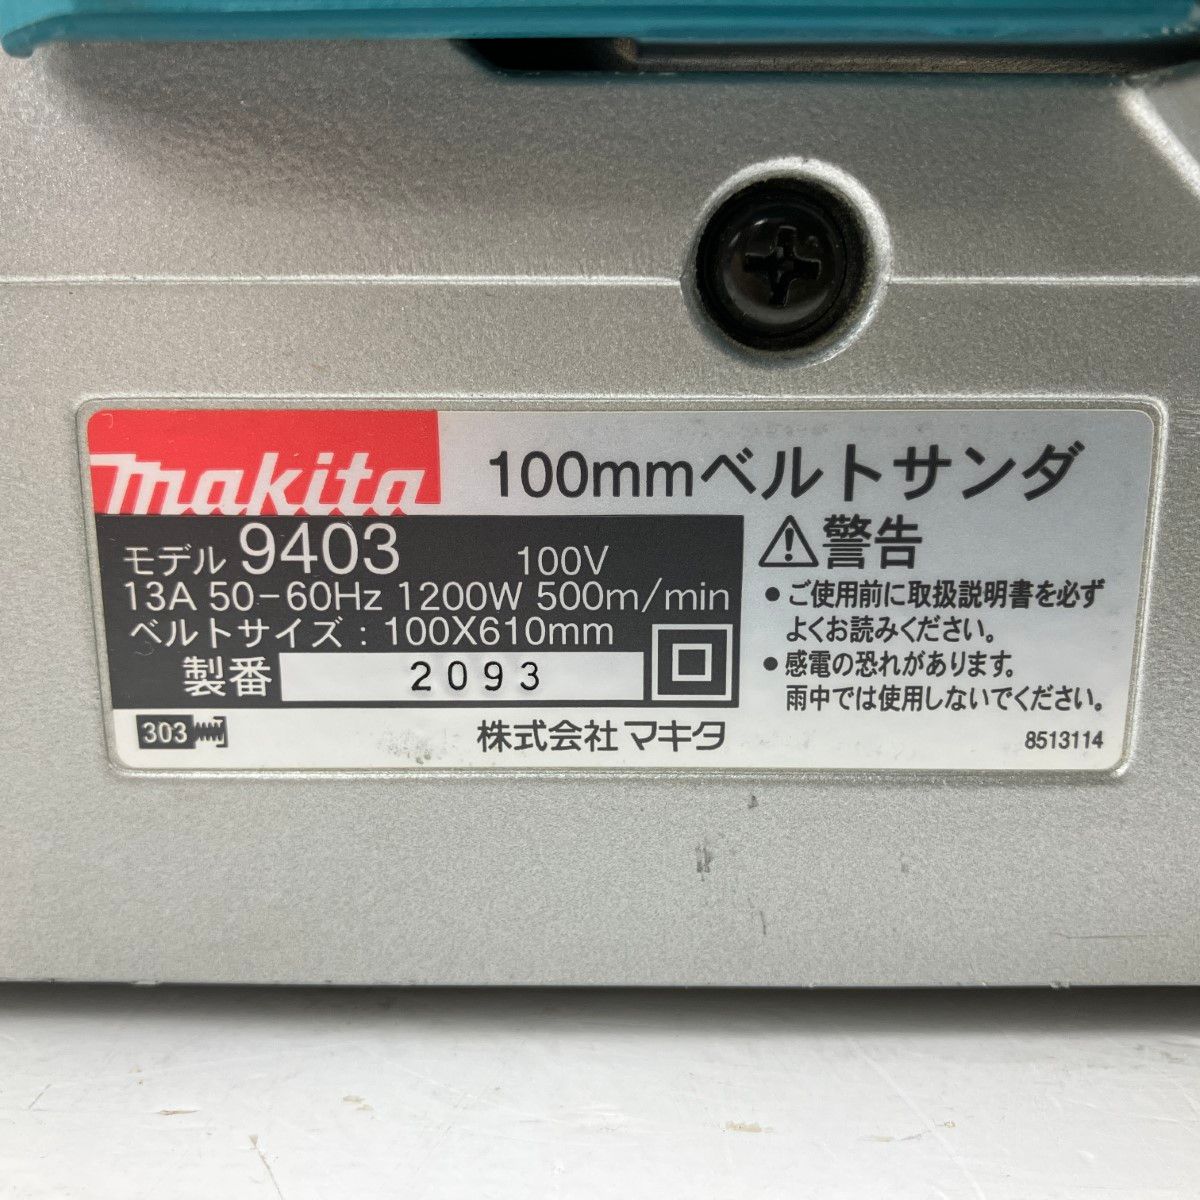 makita
100mmベルトサンダ
モデル 9403 100V
13A 50-60Hz 1200W 500m/min
ベルトサイズ：100X610mm
製番 2093
303
株式会社マキタ
⚠警告
•ご使用前に取扱説明書を必ず
よくお読みください。
•感電の恐れがあります。
雨中では使用しないでください。
8513114